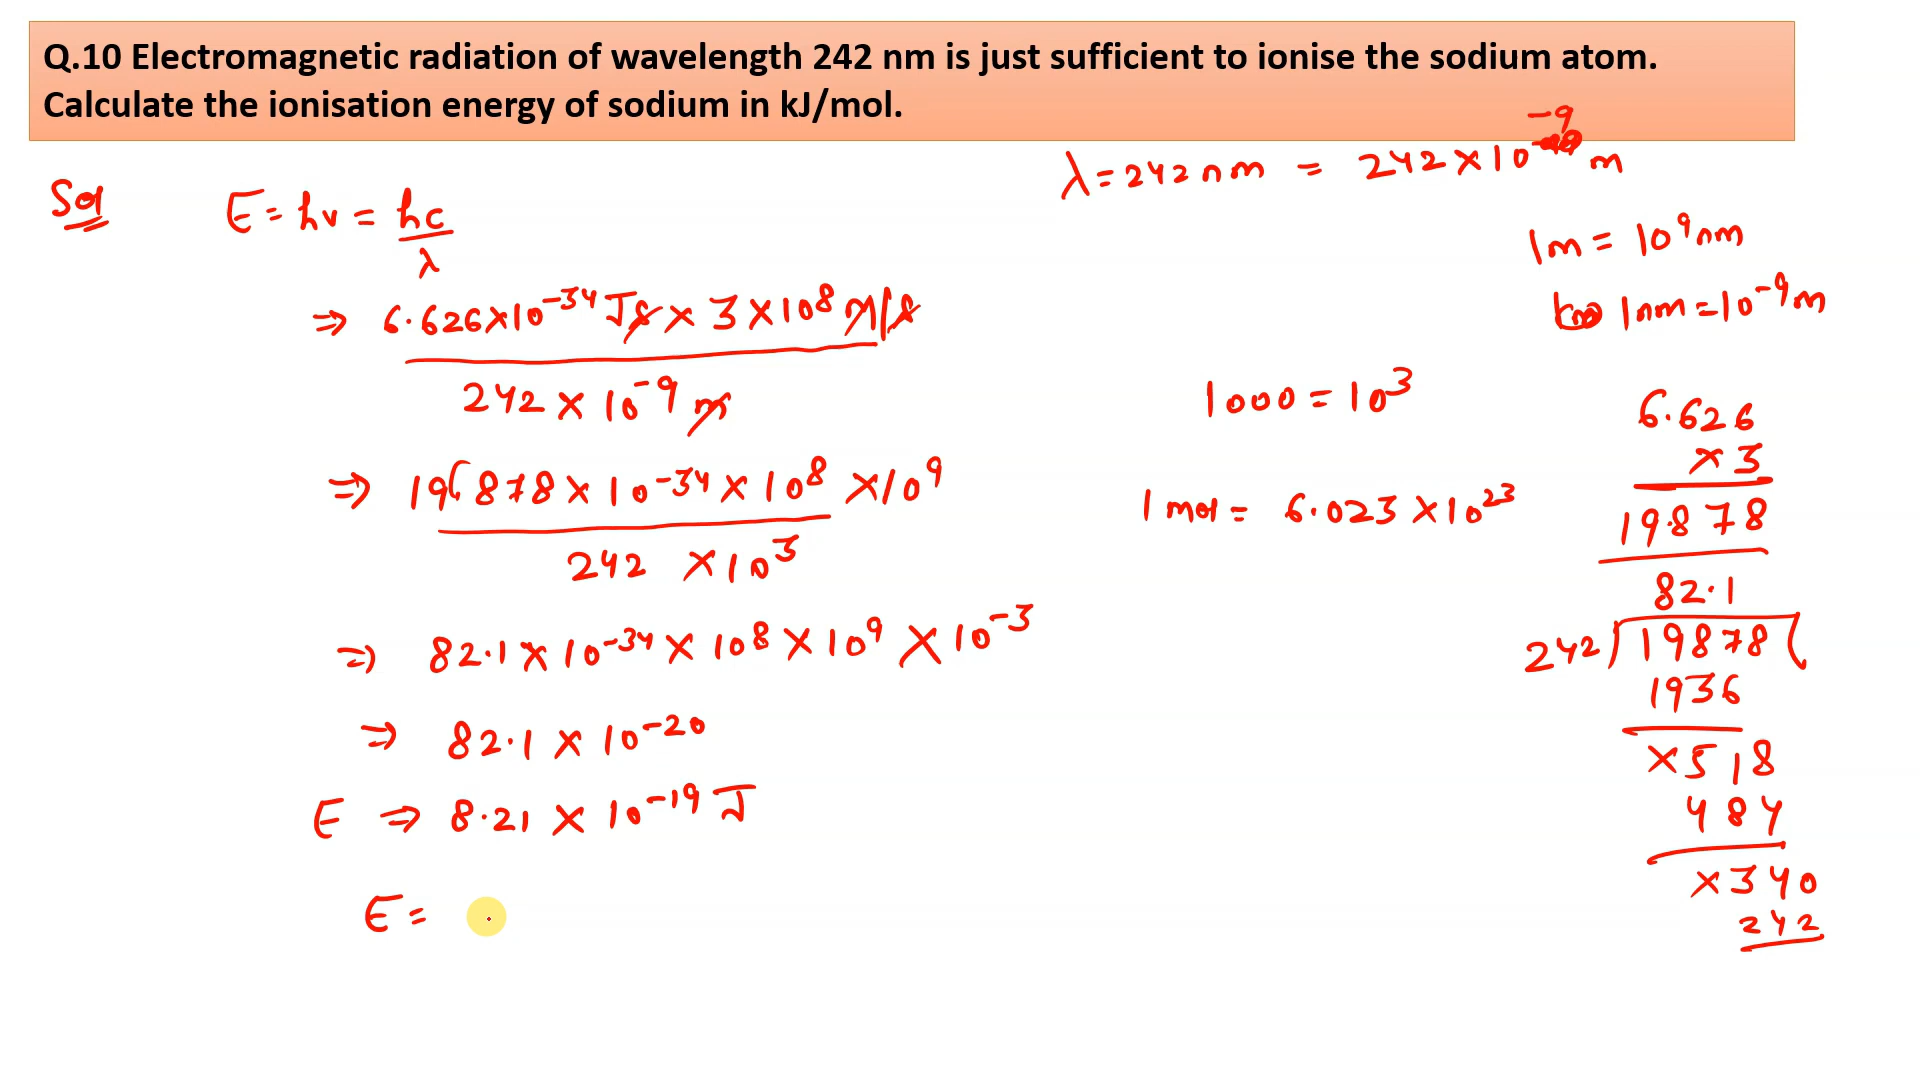 Q.10 Electromagnetic radiation of wavelength 242 nm is just sufficient to ionise the sodium atom.
Calculate the ionisation energy of sodium in kJ/mol.
Sol
E = hν = hc/λ
⇒ 6.626×10⁻³⁴ Js × 3×10⁸ m/s
242 × 10⁻⁹ m
⇒ 19.878 × 10⁻³⁴ × 10⁸ × 10⁹
242 × 10³
⇒ 82.1 × 10⁻³⁴ × 10⁸ × 10⁹ × 10⁻³
⇒ 82.1 × 10⁻²⁰
E ⇒ 8.21 × 10⁻¹⁹ J
E =
λ = 242 nm = 242 × 10⁻⁹ m
1m = 10⁹ nm
1nm = 10⁻⁹ m
1000 = 10³
1 mol = 6.023 × 10²³
6.626
× 3
19.878
82.1
242 ) 19878 (
1936
×518
484
×340
242